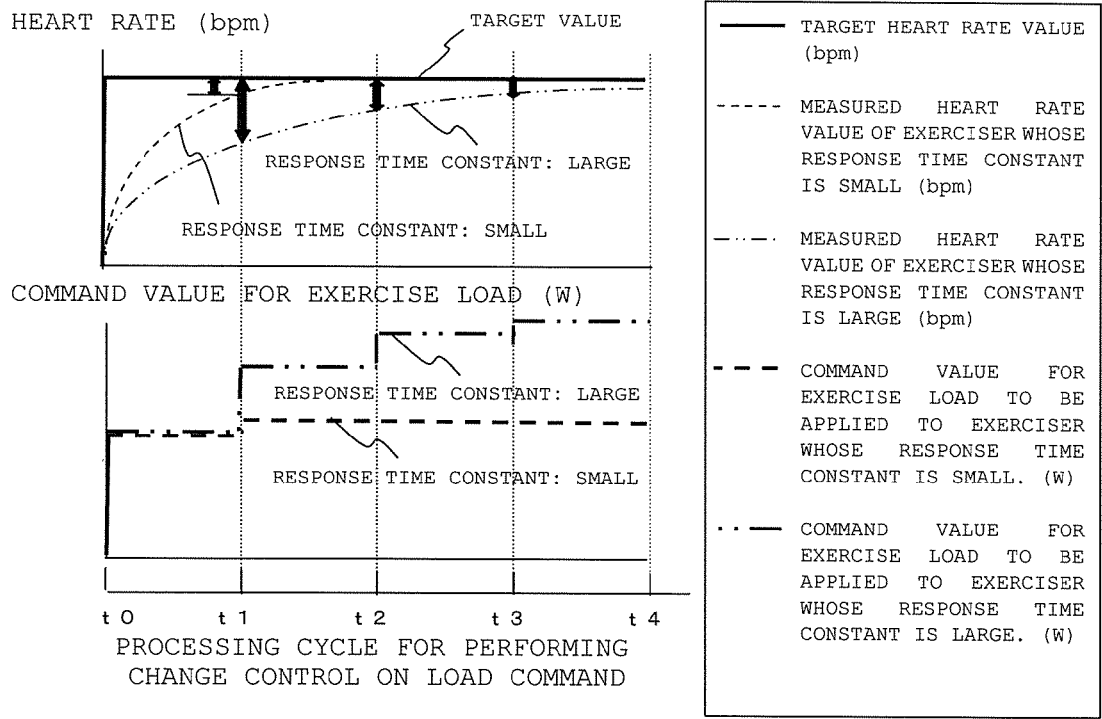 HEART RATE (bpm)
TARGET VALUE
RESPONSE TIME CONSTANT: LARGE
RESPONSE TIME CONSTANT: SMALL
COMMAND VALUE FOR EXERCISE LOAD (W)
RESPONSE TIME CONSTANT: LARGE
RESPONSE TIME CONSTANT: SMALL
t 0 t 1 t 2 t 3 t 4
PROCESSING CYCLE FOR PERFORMING
CHANGE CONTROL ON LOAD COMMAND
TARGET HEART RATE VALUE
(bpm)
MEASURED HEART RATE
VALUE OF EXERCISER WHOSE
RESPONSE TIME CONSTANT
IS SMALL (bpm)
MEASURED HEART RATE
VALUE OF EXERCISER WHOSE
RESPONSE TIME CONSTANT
IS LARGE (bpm)
COMMAND VALUE FOR
EXERCISE LOAD TO BE
APPLIED TO EXERCISER
WHOSE RESPONSE TIME
CONSTANT IS SMALL. (W)
COMMAND VALUE FOR
EXERCISE LOAD TO BE
APPLIED TO EXERCISER
WHOSE RESPONSE TIME
CONSTANT IS LARGE. (W)